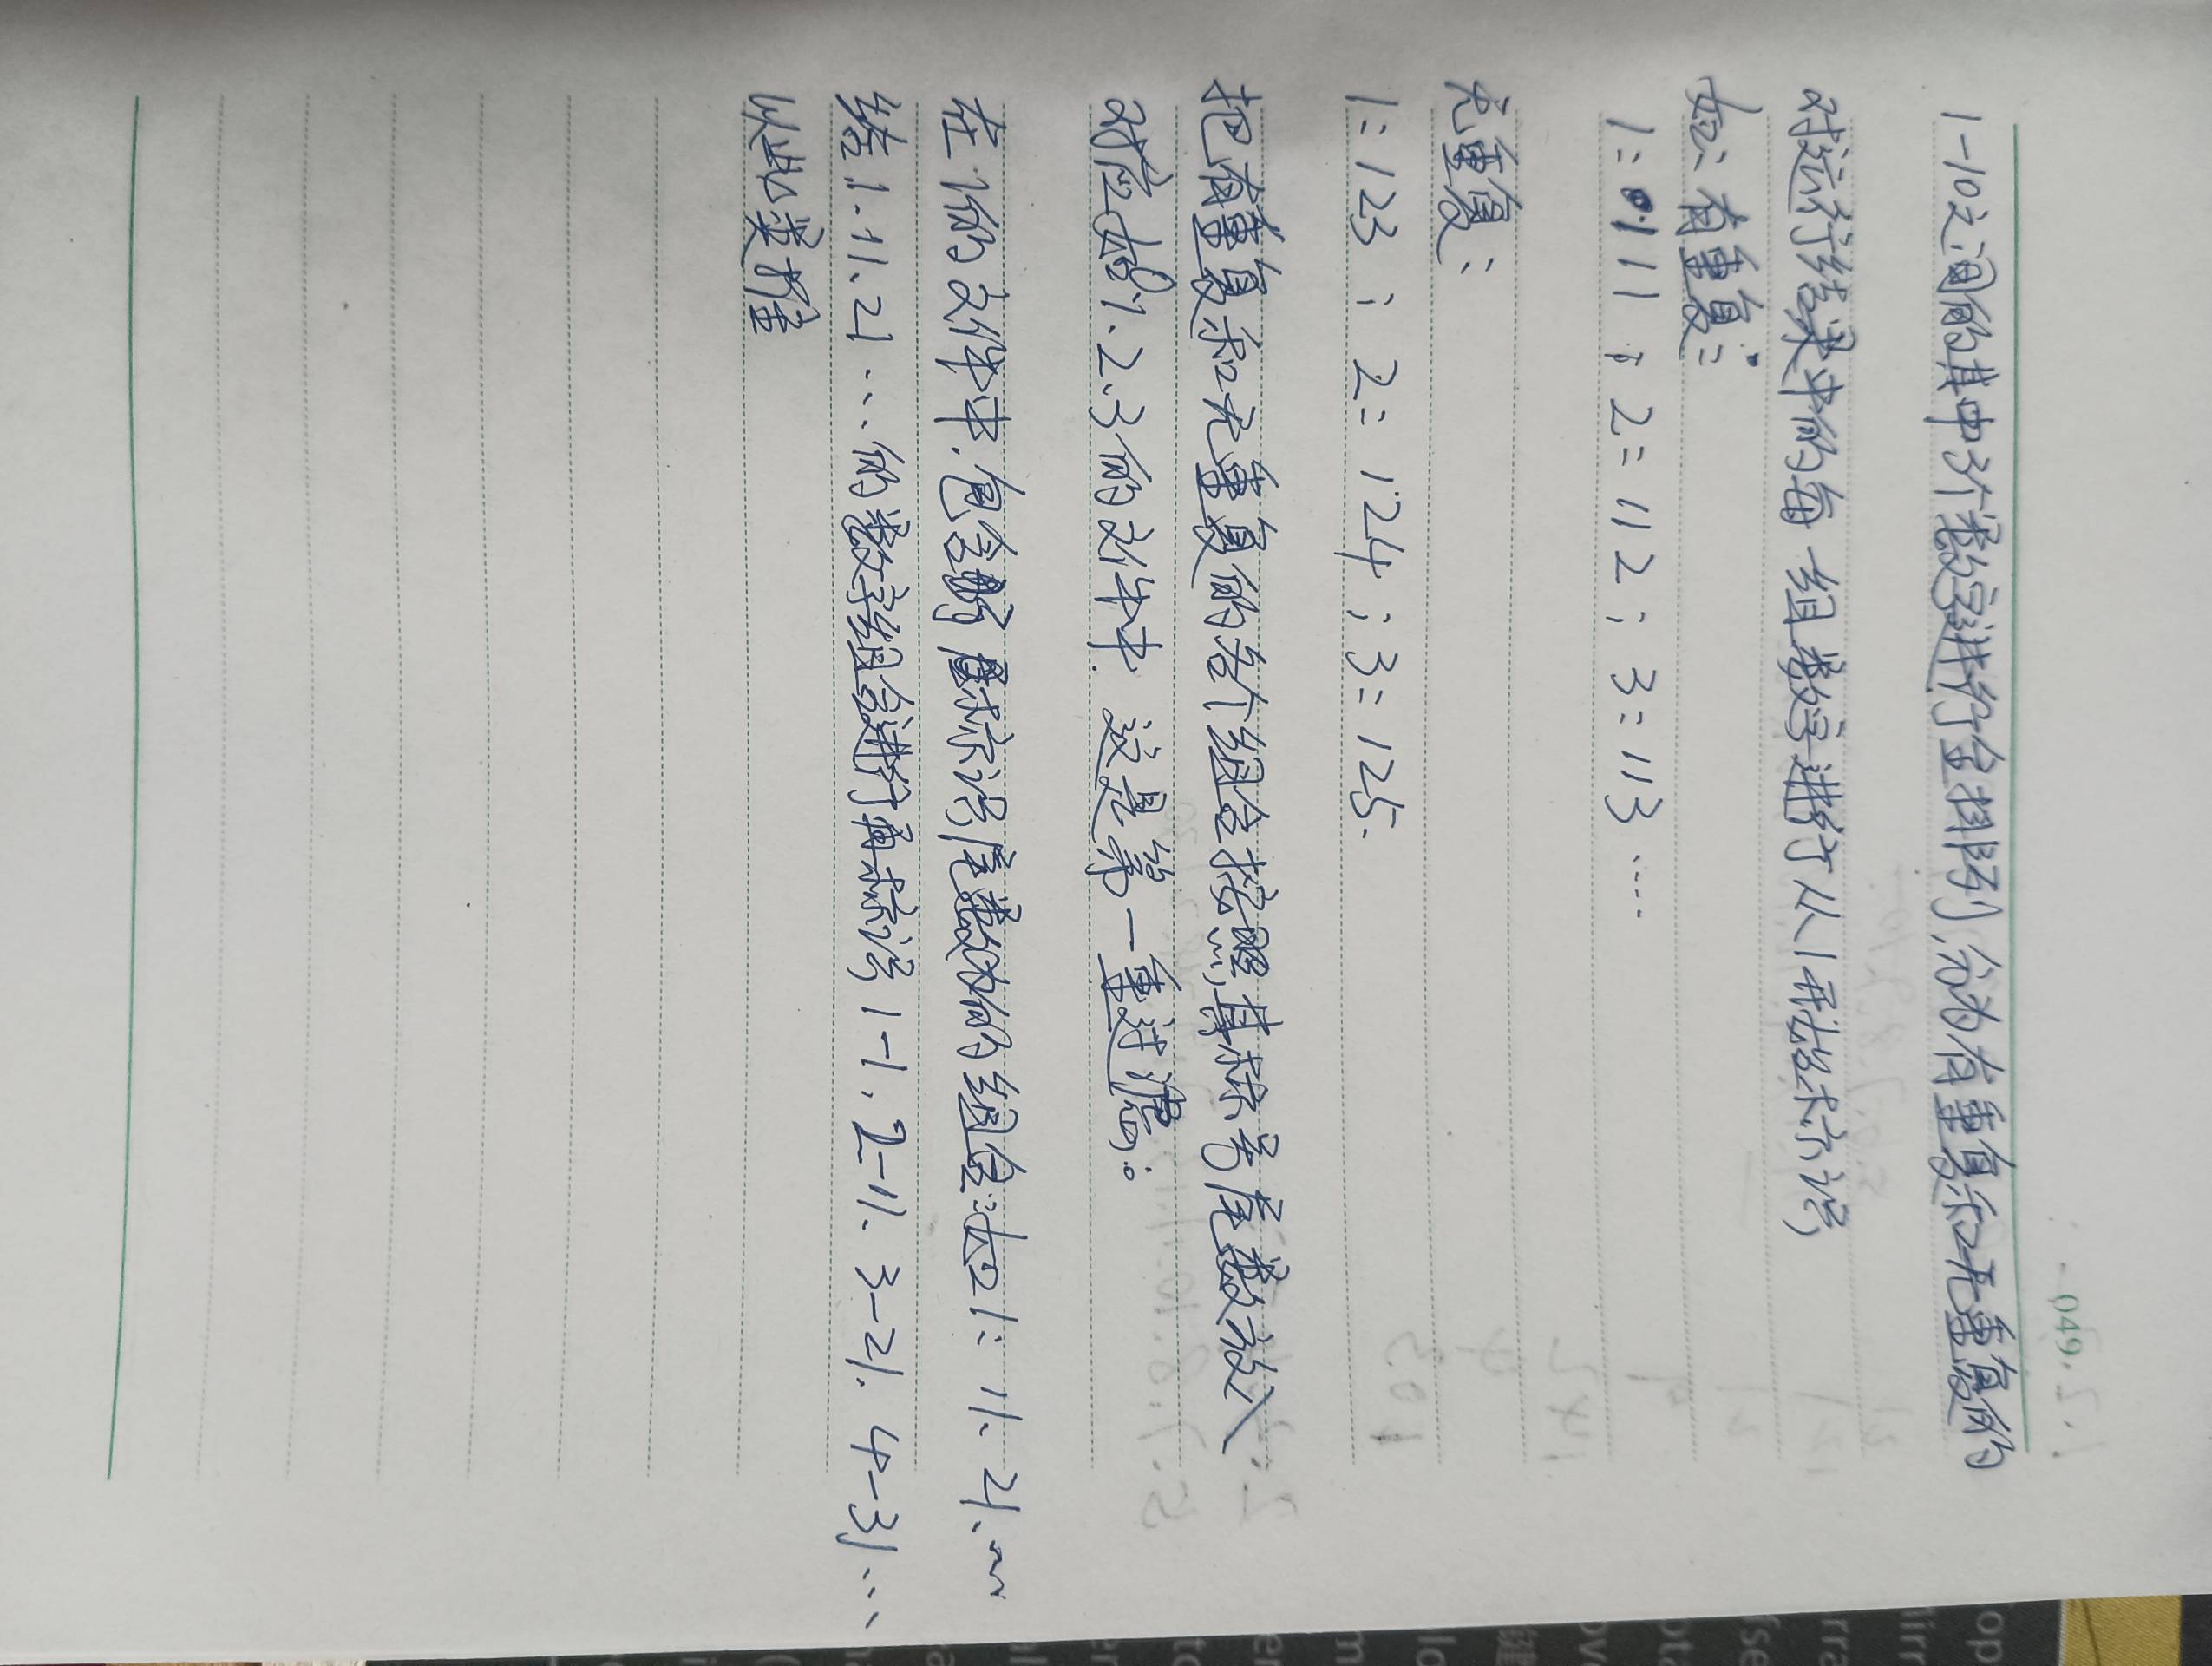 049
1-10之间的其中3个数字进行全排列,分为有重复和无重复的
对运行结果中的每一组数字进行从1开始标识,
如: 有重复:
1: 111 ; 2: 112 ; 3: 113 ····
无重复:
1: 123 ; 2: 124 ; 3: 125.
把有重复和无重复的各个组合按照其标号尾数放入
对应如0、1、2、3的文件中. 这是第一重过滤。
在1的文件中.包含所有标识尾数为1的组合:如1: 11、21、…
给1、11、21…的数字组合进行再标识 1-1, 2-11、3-21, 4-31…
以此类推